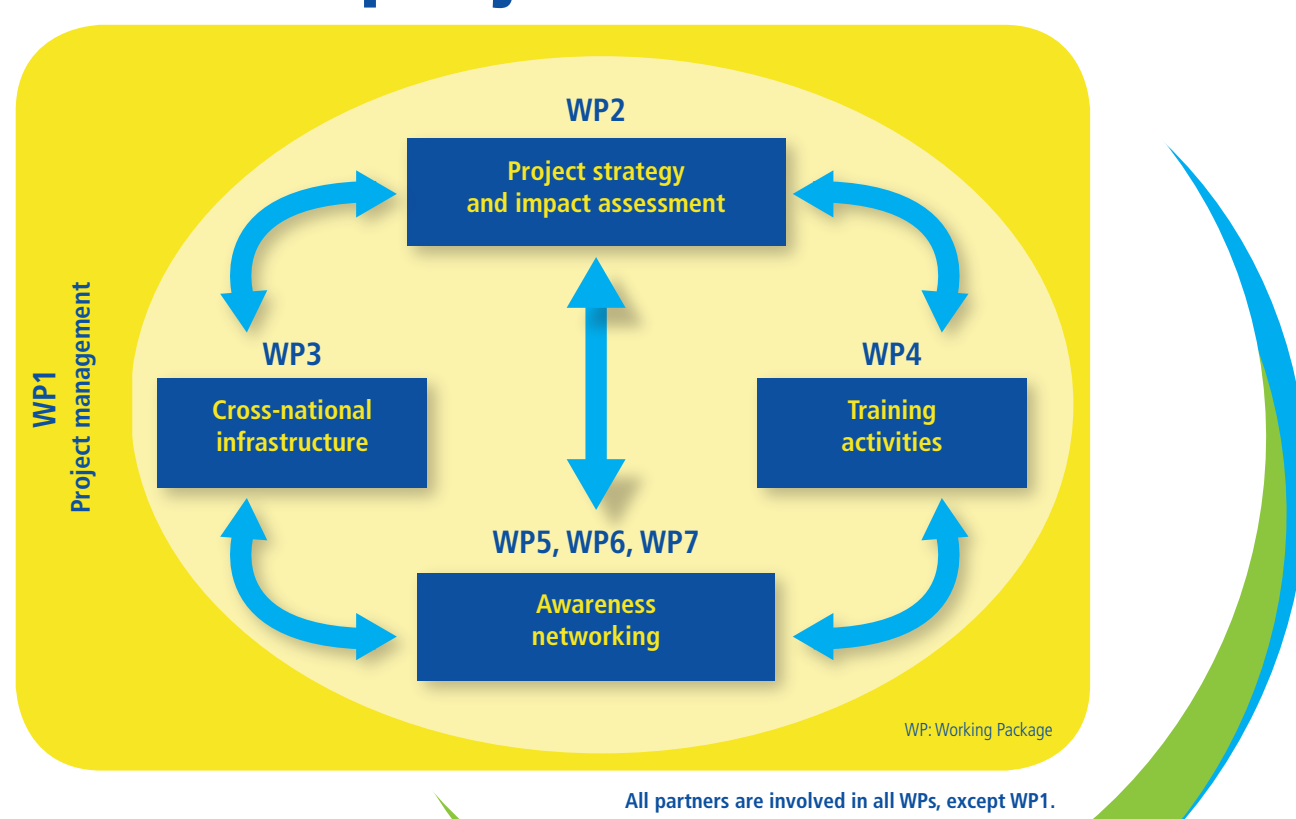 WP2
Project strategy
and impact assessment
WP1
Project management
WP3
Cross-national
infrastructure
WP4
Training
activities
WP5, WP6, WP7
Awareness
networking
WP: Working Package
All partners are involved in all WPs, except WP1.